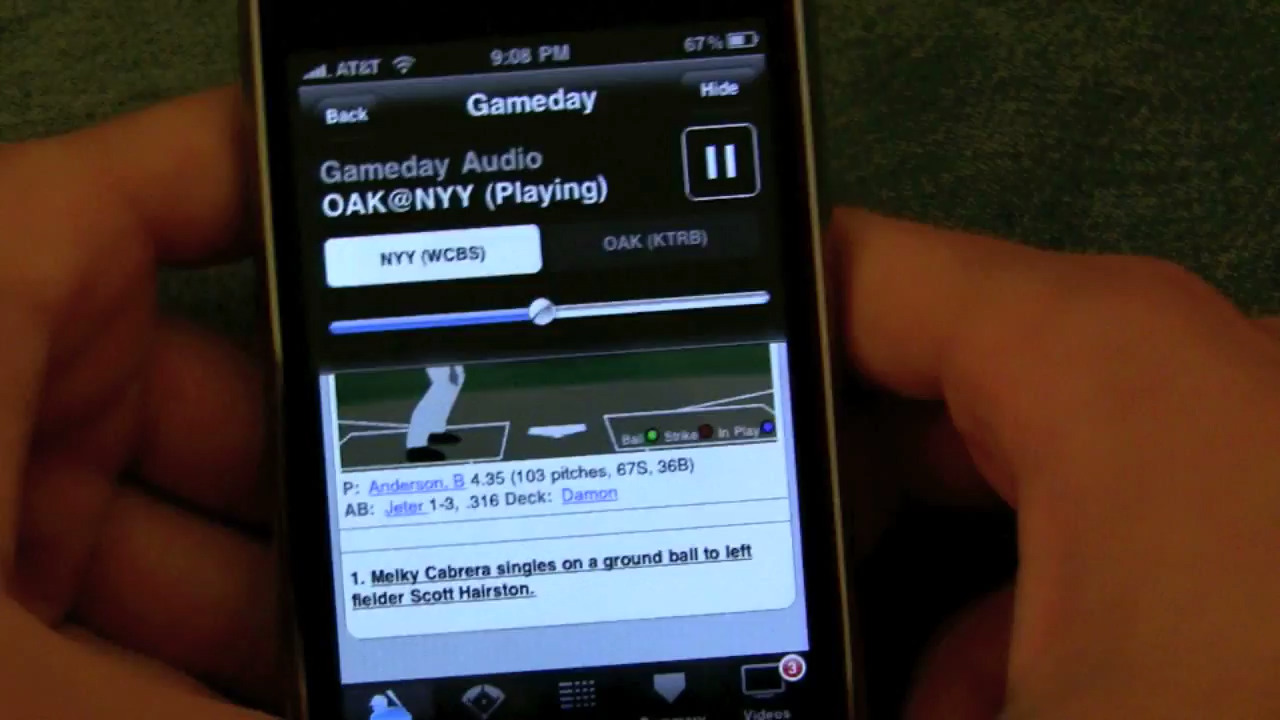 AT&T 9:08 PM 67%
Back Gameday Hide
Gameday Audio
OAK@NYY (Playing)
NYY (WCBS) OAK (KTRB)
Ball Strike In Play
P: Anderson, B 4.35 (103 pitches, 67S, 36B)
AB: Jeter 1-3, .316 Deck: Damon
1. Melky Cabrera singles on a ground ball to left
fielder Scott Hairston.
3
Videos